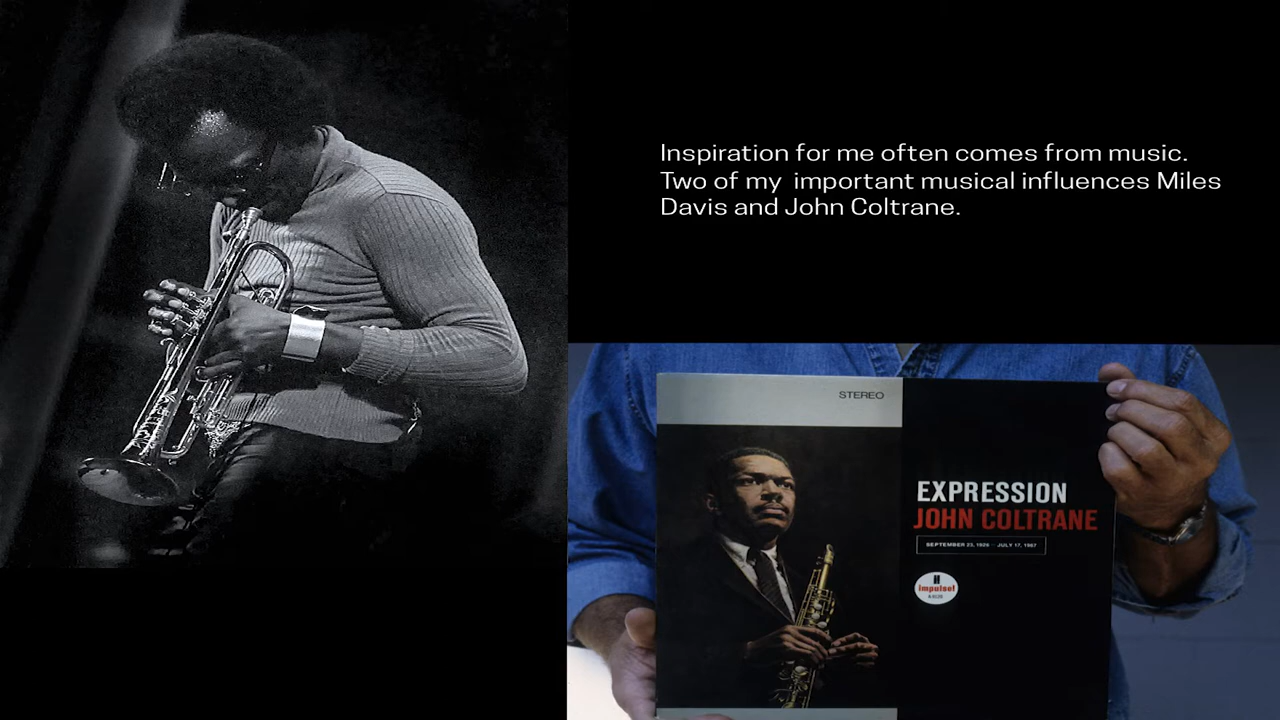 Inspiration for me often comes from music.
Two of my  important musical influences Miles
Davis and John Coltrane.
STEREO
EXPRESSION
JOHN COLTRANE
SEPTEMBER 23, 1926 - JULY 17, 1967
impulse!